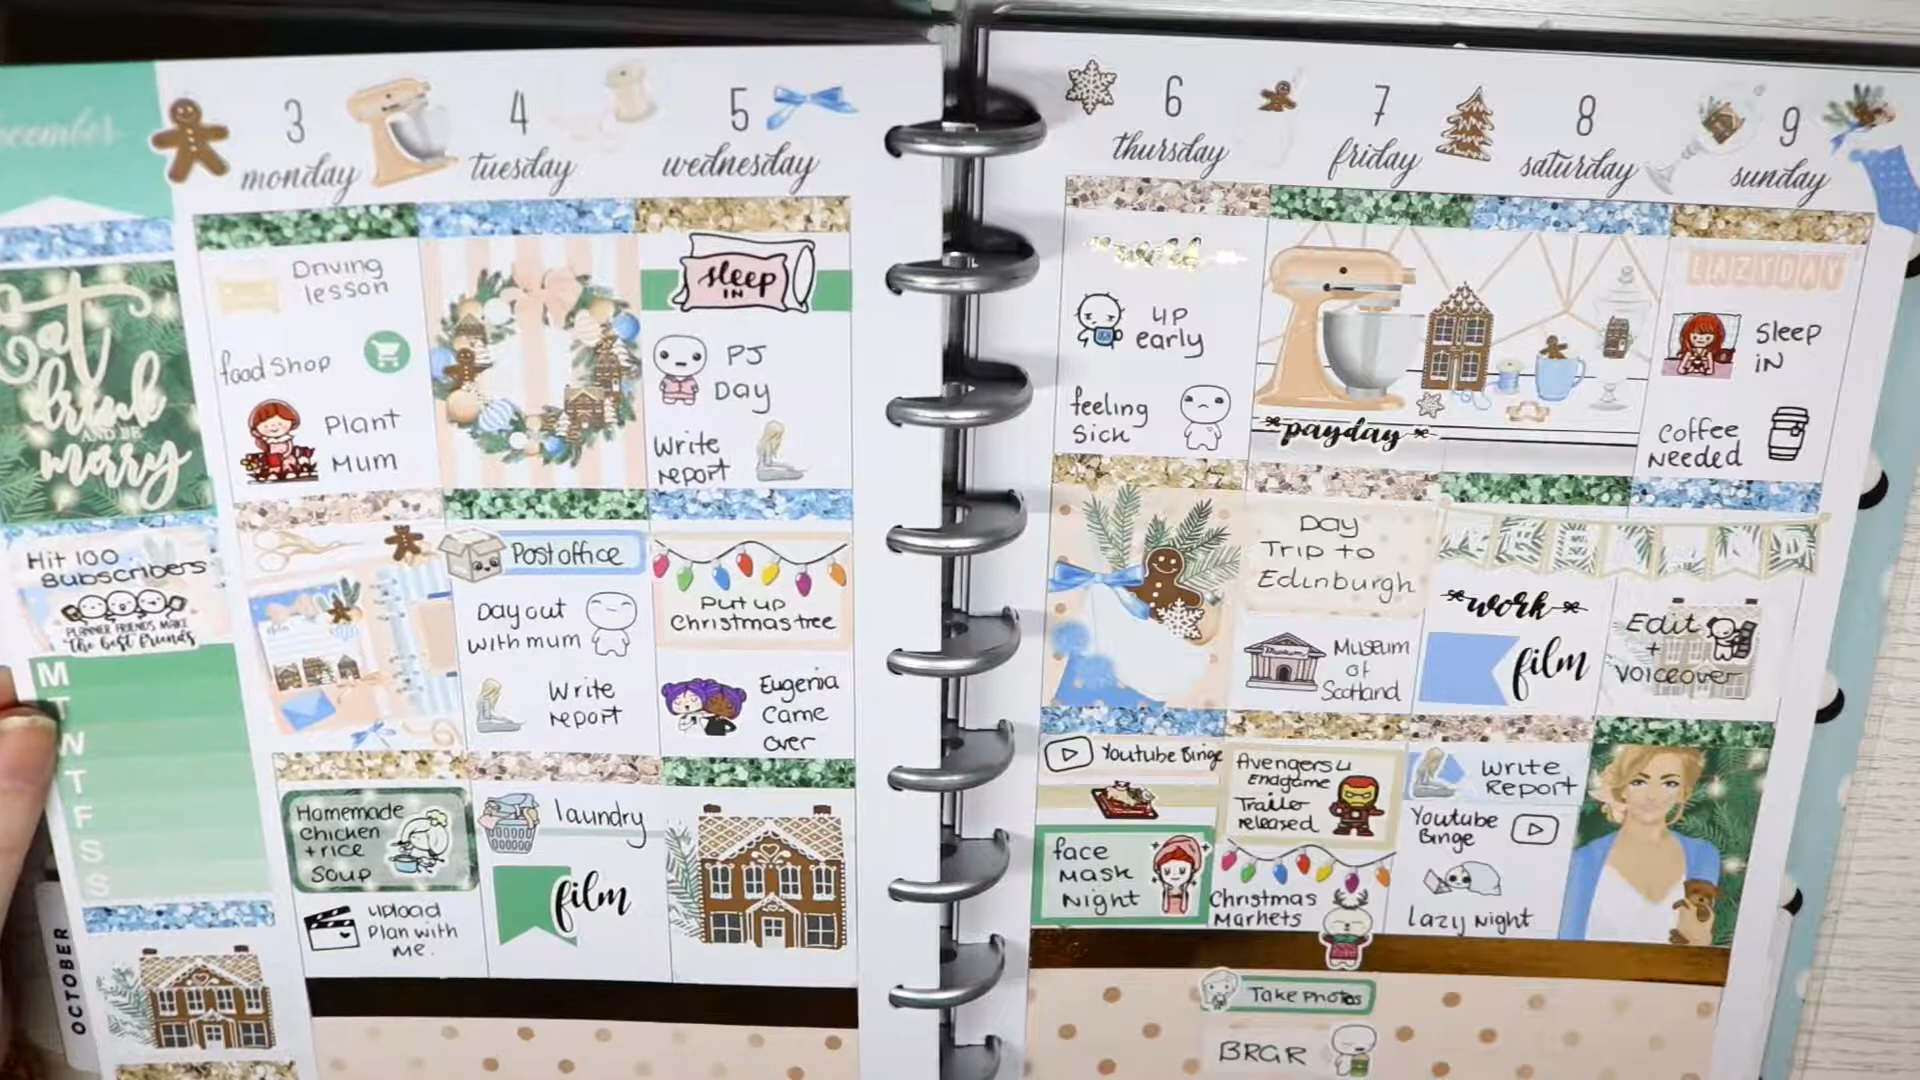 3
monday
4
tuesday
5
wednesday
6
thursday
7
friday
8
saturday
9
sunday
eat
drink
AND BE
merry
Hit 100
Subscribers
PLANNER FRIENDS MAKE
the best friends
M
T
W
T
F
S
S
OCTOBER
Driving
lesson
food shop
Plant
Mum
Homemade
chicken
+ rice
Soup
upload
Plan with
me.
Post office
Day out
with mum
Write
report
laundry
film
sleep
IN
PJ
Day
Write
report
Put up
Christmas tree
Eugenia
Came
over
work
up
early
feeling
Sick
Youtube Binge
face
Mask
Night
payday
Day
Trip to
Edinburgh
Museum
Museum
of
Scotland
Avengers 4
Endgame
Trailer
released
Christmas
Markets
Take Photos
BRGR
work
film
Write
Report
Youtube
Binge
lazy Night
LAZY DAY
Sleep
iN
Coffee
Needed
Edit
+
voiceover